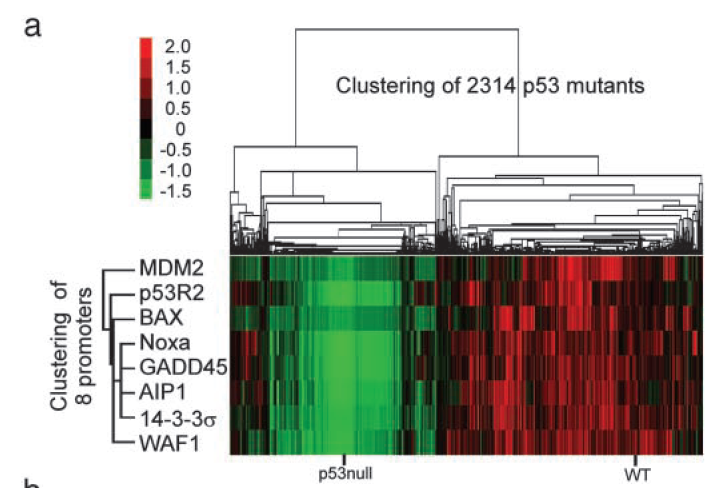 a
2.0
1.5
1.0
0.5
0
-0.5
-1.0
-1.5
Clustering of 2314 p53 mutants
Clustering of
8 promoters
MDM2
p53R2
BAX
Noxa
GADD45
AIP1
14-3-3σ
WAF1
p53null
WT